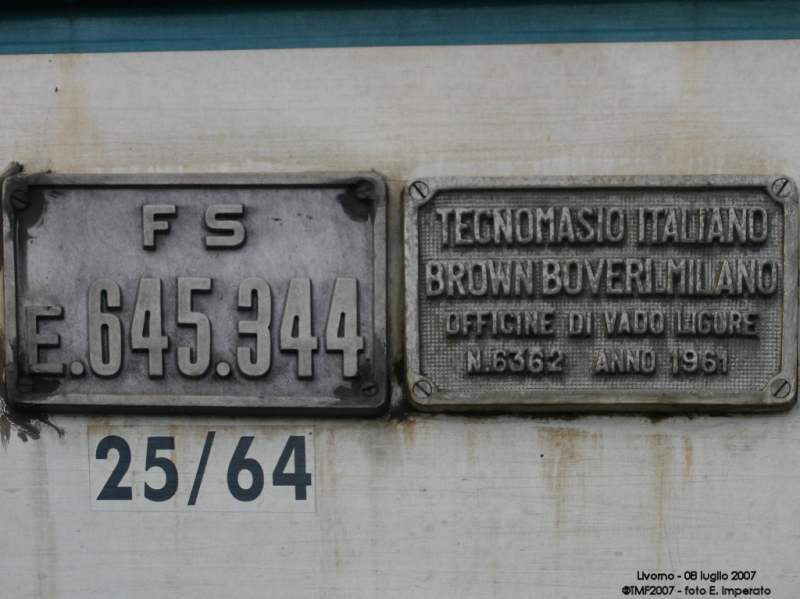 FS
E.645.344
TECNOMASIO ITALIANO
BROWN BOVERI.MILANO
OFFICINE DI VADO LIGURE
N.6362 ANNO 1961
25/64
Livorno - 08 luglio 2007
©TMF2007 - foto E. Imperato